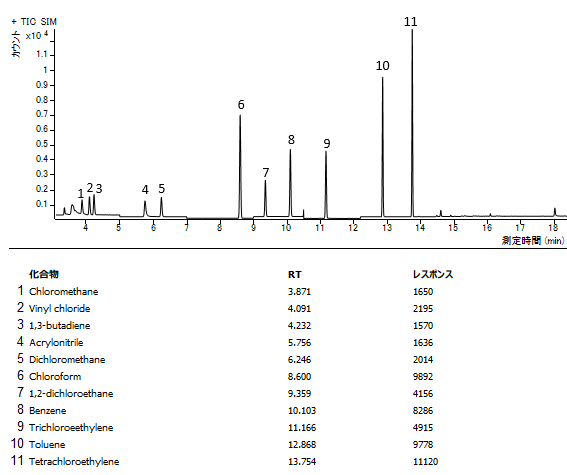 + TIC SIM
カウント
x10 4
1.1
1
0.9
0.8
0.7
0.6
0.5
0.4
0.3
0.2
0.1
1
2
3
4
5
6
7
8
9
10
11
4 5 6 7 8 9 10 11 12 13 14 15 16 17 18
測定時間 (min)
化合物 RT レスポンス
1 Chloromethane 3.871 1650
2 Vinyl chloride 4.091 2195
3 1,3-butadiene 4.232 1570
4 Acrylonitrile 5.756 1636
5 Dichloromethane 6.246 2014
6 Chloroform 8.600 9892
7 1,2-dichloroethane 9.359 4156
8 Benzene 10.103 8286
9 Trichloroeethylene 11.166 4915
10 Toluene 12.868 9778
11 Tetrachloroethylene 13.754 11120